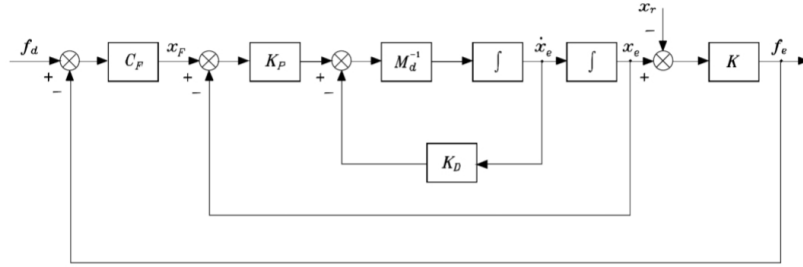 x_r
−
f_d
C_F
x_F
K_P
M_d^{-1}
∫
ẋ_e
∫
x_e
K
f_e
+
−
+
−
+
−
+
K_D